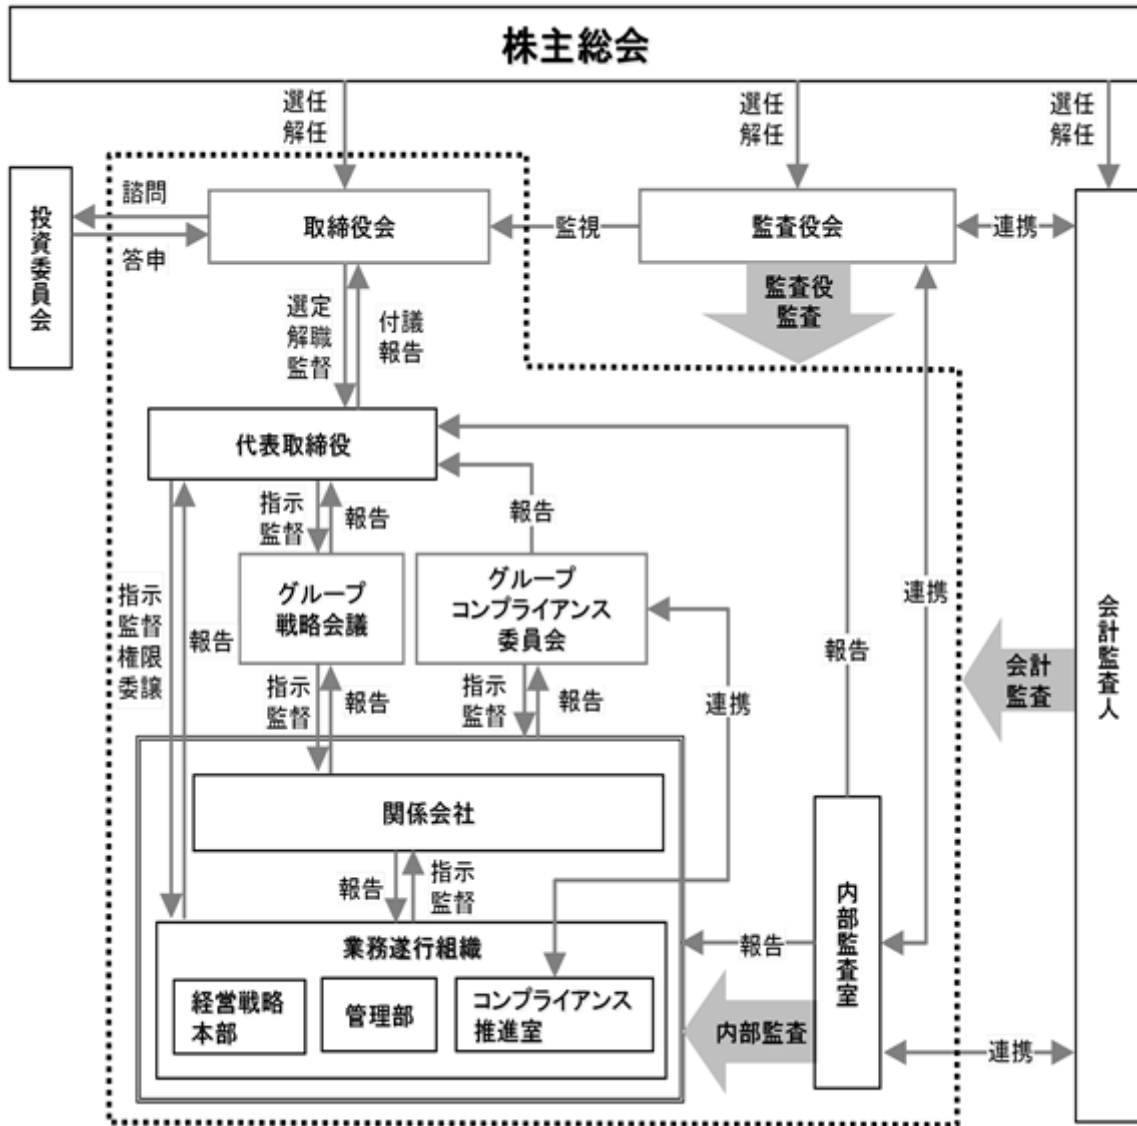 株主総会
選任
解任
選任
解任
選任
解任
投資委員会
諮問
答申
取締役会
監視
監査役会
連携
監査役
監査
選定
解職
監督
付議
報告
代表取締役
指示
監督
報告
報告
グループ
戦略会議
グループ
コンプライアンス
委員会
指示
監督
権限
委譲
報告
指示
監督
報告
指示
監督
報告
連携
報告
連携
会計
監査
会計監査人
関係会社
報告
指示
監督
業務遂行組織
経営戦略
本部
管理部
コンプライアンス
推進室
報告
内部監査
内部監査室
連携